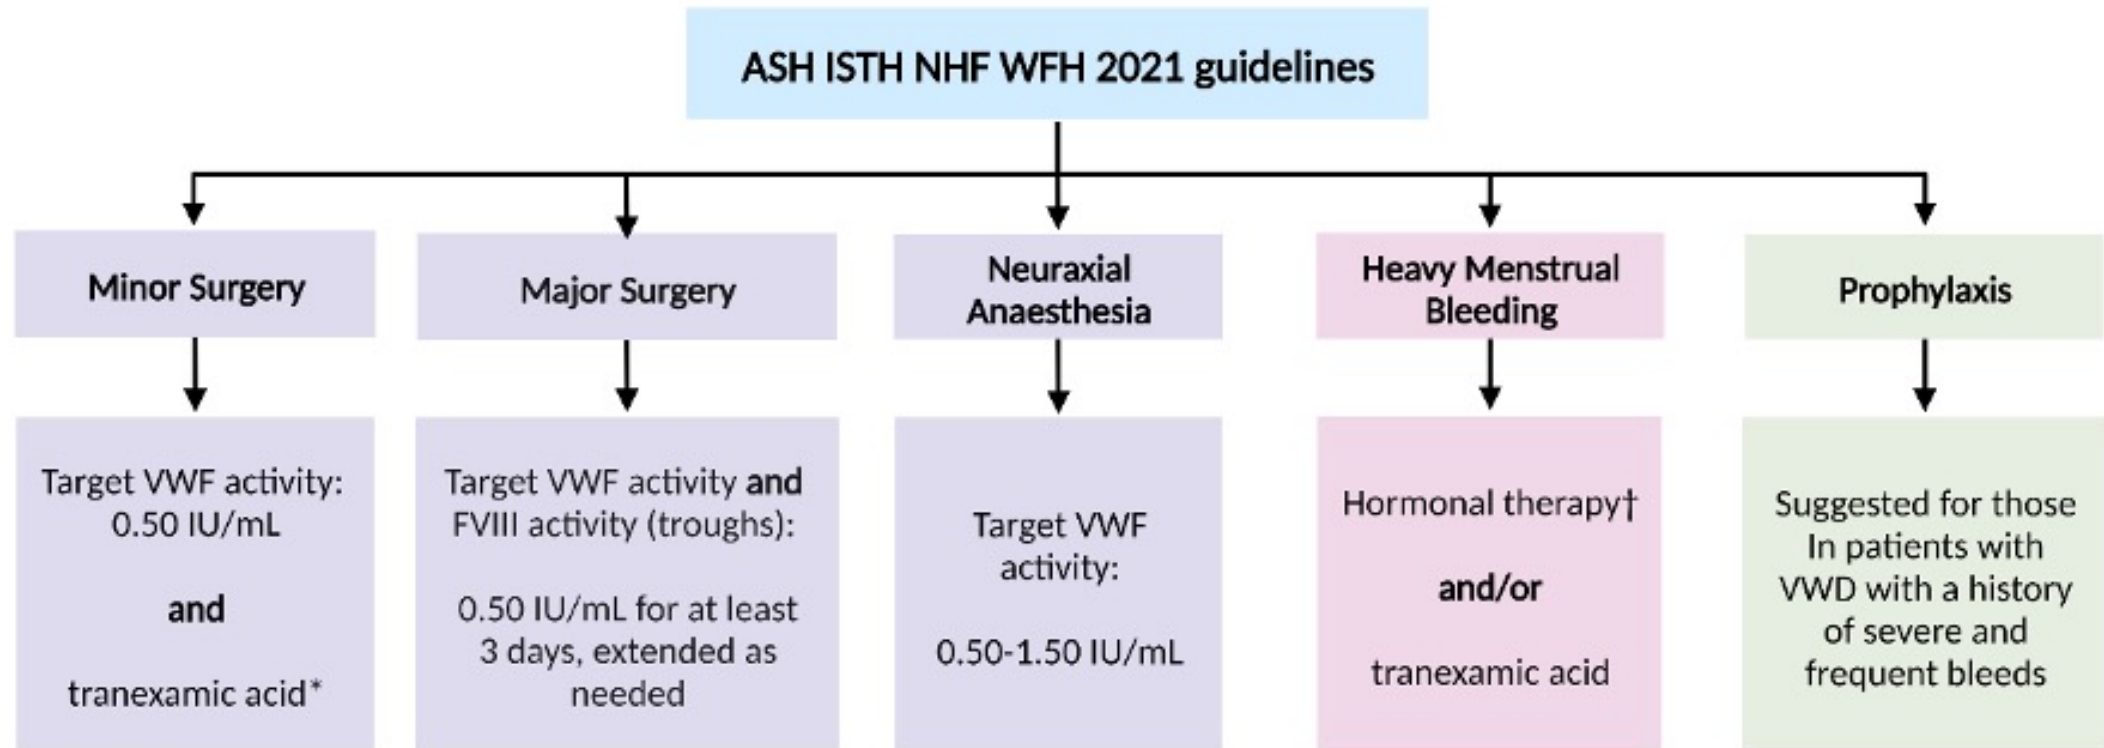 ASH ISTH NHF WFH 2021 guidelines
Minor Surgery
Major Surgery
Neuraxial
Anaesthesia
Heavy Menstrual
Bleeding
Prophylaxis
Target VWF activity:
0.50 IU/mL
and
tranexamic acid*
Target VWF activity and
FVIII activity (troughs):
0.50 IU/mL for at least
3 days, extended as
needed
Target VWF
activity:
0.50-1.50 IU/mL
Hormonal therapy†
and/or
tranexamic acid
Suggested for those
In patients with
VWD with a history
of severe and
frequent bleeds